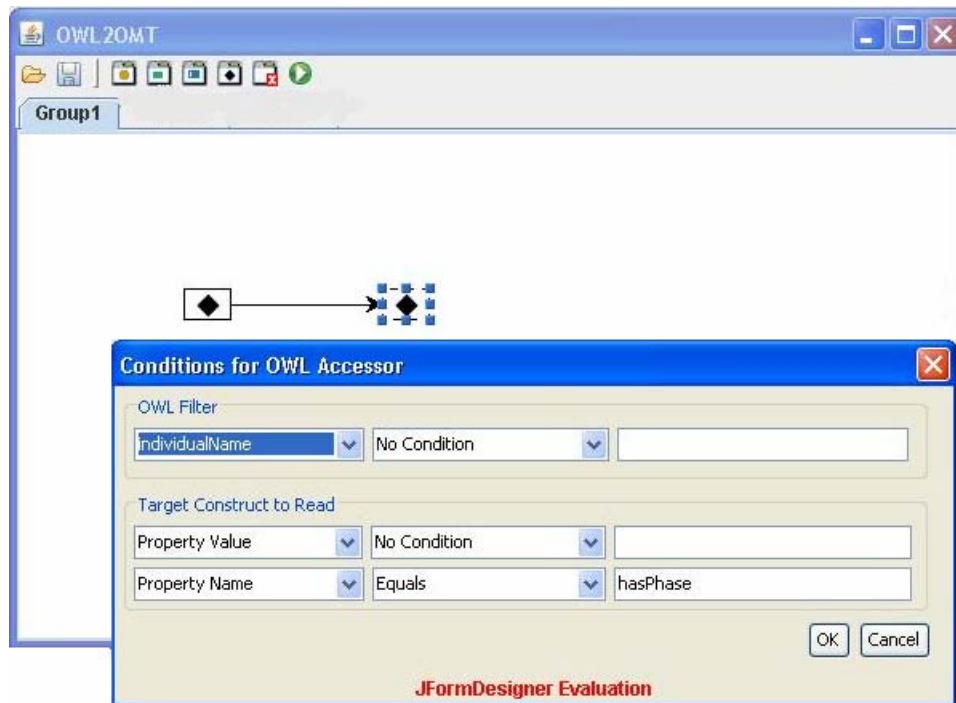 OWL2OMT
Group1
Conditions for OWL Accessor
OWL Filter
individualName No Condition
Target Construct to Read
Property Value No Condition
Property Name Equals hasPhase
OK Cancel
JFormDesigner Evaluation